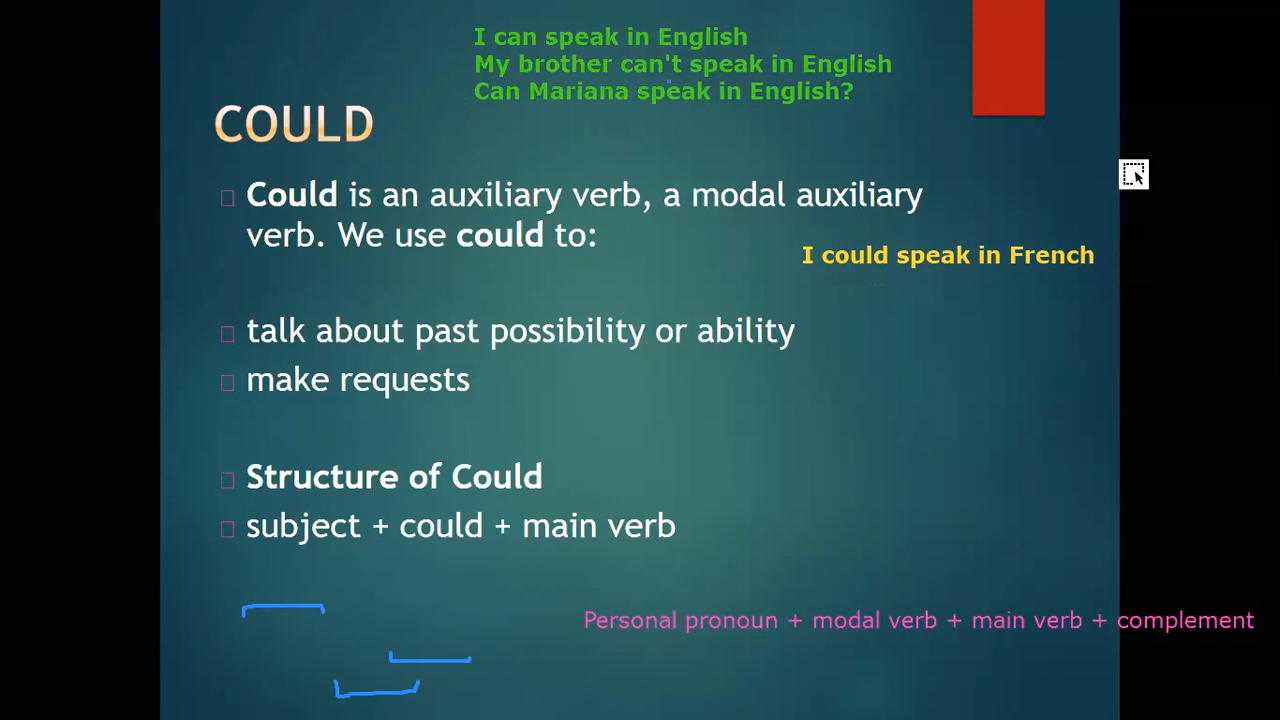 I can speak in English
My brother can't speak in English
Can Mariana speak in English?
COULD
Could is an auxiliary verb, a modal auxiliary
verb. We use could to:
I could speak in French
talk about past possibility or ability
make requests
Structure of Could
subject + could + main verb
Personal pronoun + modal verb + main verb + complement